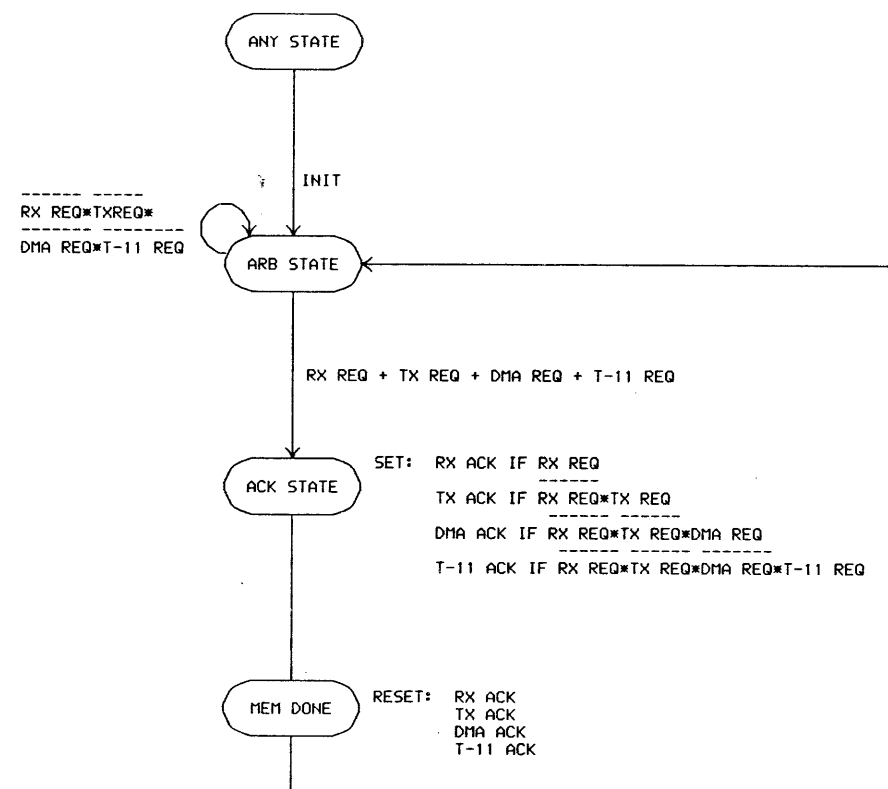 ANY STATE
INIT
------ -----
RX REQ*TXREQ*
------- --------
DMA REQ*T-11 REQ
ARB STATE
RX REQ + TX REQ + DMA REQ + T-11 REQ
ACK STATE
SET: RX ACK IF RX REQ
------
TX ACK IF RX REQ*TX REQ
------ ------
DMA ACK IF RX REQ*TX REQ*DMA REQ
------ ------ -------
T-11 ACK IF RX REQ*TX REQ*DMA REQ*T-11 REQ
MEM DONE
RESET: RX ACK
TX ACK
DMA ACK
T-11 ACK